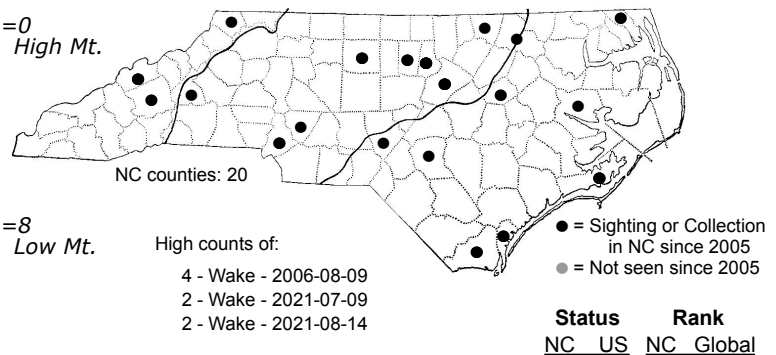 =0
High Mt.
NC counties: 20
=8
Low Mt.
High counts of:
4 - Wake - 2006-08-09
2 - Wake - 2021-07-09
2 - Wake - 2021-08-14
= Sighting or Collection
in NC since 2005
= Not seen since 2005
Status Rank
NC US NC Global